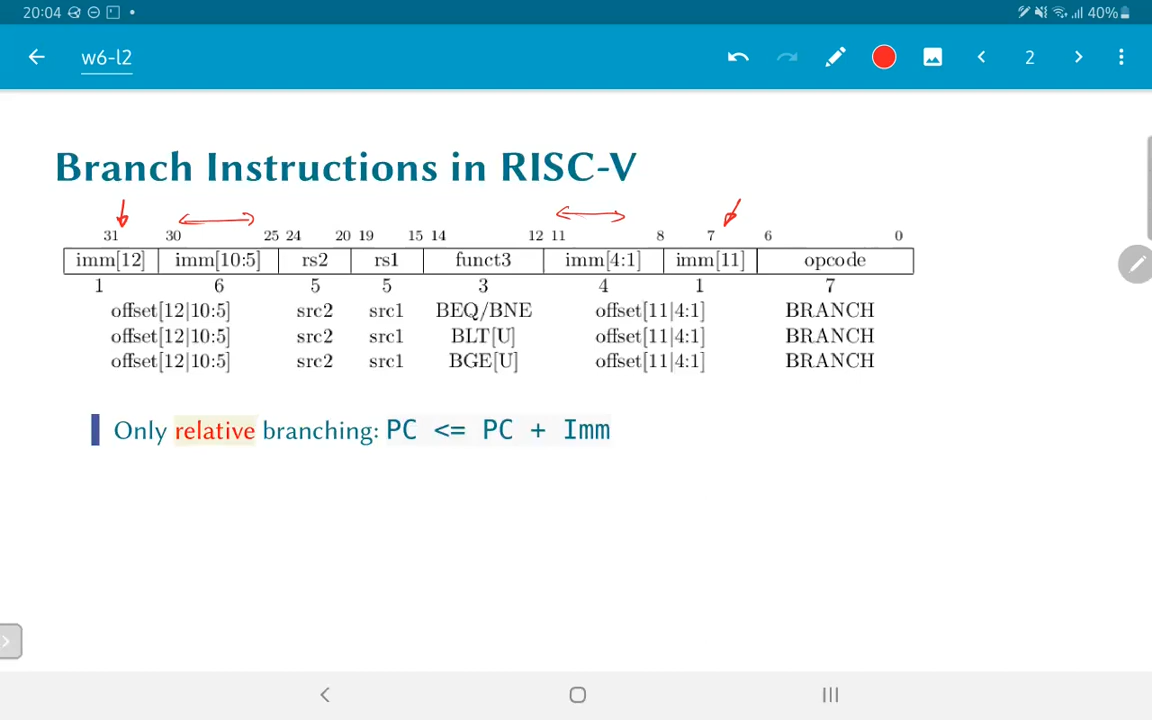 20:04 40%
w6-l2 2
Branch Instructions in RISC-V
31 30 25 24 20 19 15 14 12 11 8 7 6 0
imm[12] imm[10:5] rs2 rs1 funct3 imm[4:1] imm[11] opcode
1 6 5 5 3 4 1 7
offset[12|10:5] src2 src1 BEQ/BNE offset[11|4:1] BRANCH
offset[12|10:5] src2 src1 BLT[U] offset[11|4:1] BRANCH
offset[12|10:5] src2 src1 BGE[U] offset[11|4:1] BRANCH
Only relative branching: PC <= PC + Imm